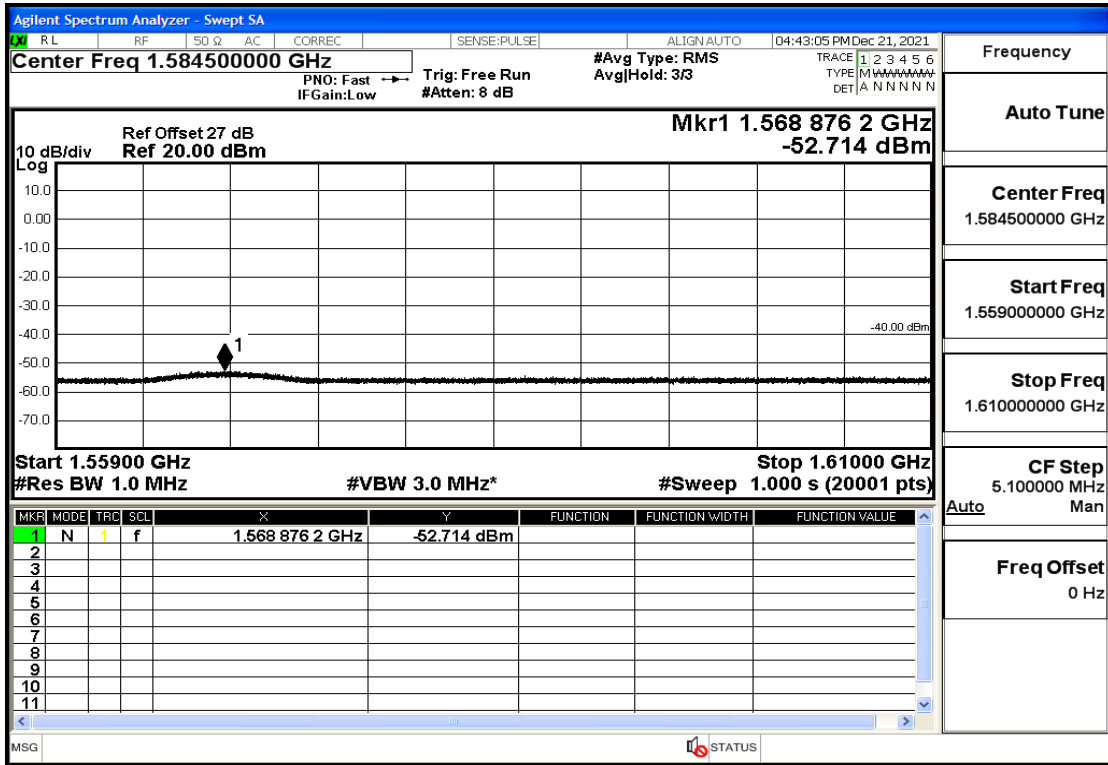 Agilent Spectrum Analyzer - Swept SA
LXI RL RF 50 Ω AC CORREC SENSE:PULSE ALIGN AUTO 04:43:05 PM Dec 21, 2021
Center Freq 1.584500000 GHz
PNO: Fast
IFGain:Low
Trig: Free Run
#Atten: 8 dB
#Avg Type: RMS
Avg|Hold: 3/3
TRACE 1 2 3 4 5 6
TYPE M WWWWW
DET A N N N N N
Ref Offset 27 dB
10 dB/div Ref 20.00 dBm
Log
Mkr1 1.568 876 2 GHz
-52.714 dBm
10.0
0.00
-10.0
-20.0
-30.0
-40.0
-50.0
-60.0
-70.0
-40.00 dBm
1
Start 1.55900 GHz Stop 1.61000 GHz
#Res BW 1.0 MHz #VBW 3.0 MHz* #Sweep 1.000 s (20001 pts)
MKR MODE TRC SCL X Y FUNCTION FUNCTION WIDTH FUNCTION VALUE
1 N 1 f 1.568 876 2 GHz -52.714 dBm
2
3
4
5
6
7
8
9
10
11
MSG STATUS
Frequency
Auto Tune
Center Freq
1.584500000 GHz
Start Freq
1.559000000 GHz
Stop Freq
1.610000000 GHz
CF Step
5.100000 MHz
Auto Man
Freq Offset
0 Hz